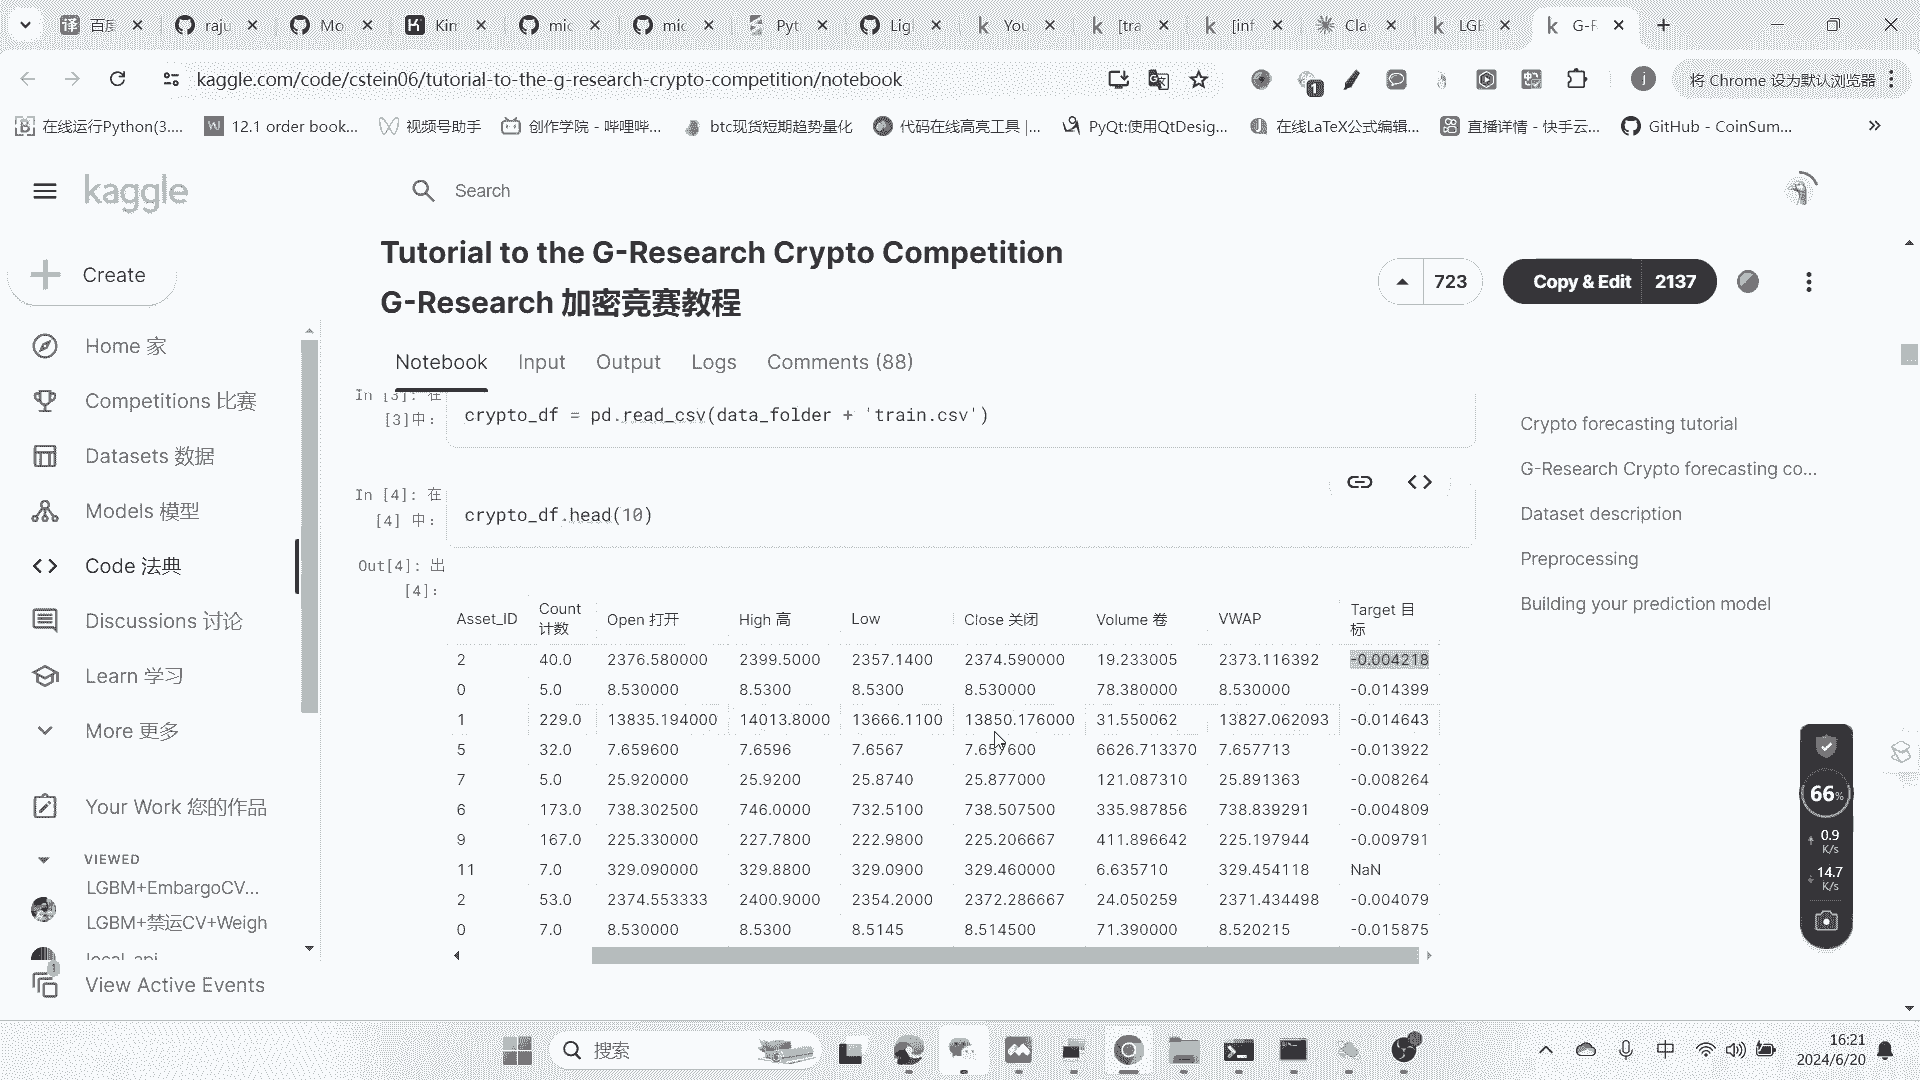 百度
raju
Mo
Kin
mic
mic
Pyt
Lig
You
[tra
[inf
Cla
LGI
G-F
kaggle.com/code/cstein06/tutorial-to-the-g-research-crypto-competition/notebook
1
j
将 Chrome 设为默认浏览器
在线运行Python(3....
12.1 order book...
视频号助手
创作学院 - 哔哩哔...
btc现货短期趋势量化
代码在线高亮工具 |...
PyQt:使用QtDesig...
在线LaTeX公式编辑...
直播详情 - 快手云...
GitHub - CoinSum...
kaggle
Search
Create
Home 家
Competitions 比赛
Datasets 数据
Models 模型
Code 法典
Discussions 讨论
Learn 学习
More 更多
Your Work 您的作品
VIEWED
LGBM+EmbargoCV...
LGBM+禁运CV+Weigh
local_api
1
View Active Events
Tutorial to the G-Research Crypto Competition
G-Research 加密竞赛教程
723
Copy & Edit 2137
Notebook Input Output Logs Comments (88)
In [3]: 在
[3]中:
crypto_df = pd.read_csv(data_folder + 'train.csv')
In [4]: 在
[4] 中:
crypto_df.head(10)
Out[4]: 出
[4]:
Asset_ID Count 计数 Open 打开 High 高 Low Close 关闭 Volume 卷 VWAP Target 目标
2 40.0 2376.580000 2399.5000 2357.1400 2374.590000 19.233005 2373.116392 -0.004218
0 5.0 8.530000 8.5300 8.5300 8.530000 78.380000 8.530000 -0.014399
1 229.0 13835.194000 14013.8000 13666.1100 13850.176000 31.550062 13827.062093 -0.014643
5 32.0 7.659600 7.6596 7.6567 7.657600 6626.713370 7.657713 -0.013922
7 5.0 25.920000 25.9200 25.8740 25.877000 121.087310 25.891363 -0.008264
6 173.0 738.302500 746.0000 732.5100 738.507500 335.987856 738.839291 -0.004809
9 167.0 225.330000 227.7800 222.9800 225.206667 411.896642 225.197944 -0.009791
11 7.0 329.090000 329.8800 329.0900 329.460000 6.635710 329.454118 NaN
2 53.0 2374.553333 2400.9000 2354.2000 2372.286667 24.050259 2371.434498 -0.004079
0 7.0 8.530000 8.5300 8.5145 8.514500 71.390000 8.520215 -0.015875
Crypto forecasting tutorial
G-Research Crypto forecasting co...
Dataset description
Preprocessing
Building your prediction model
66%
0.9
K/s
14.7
K/s
搜索
中
16:21
2024/6/20